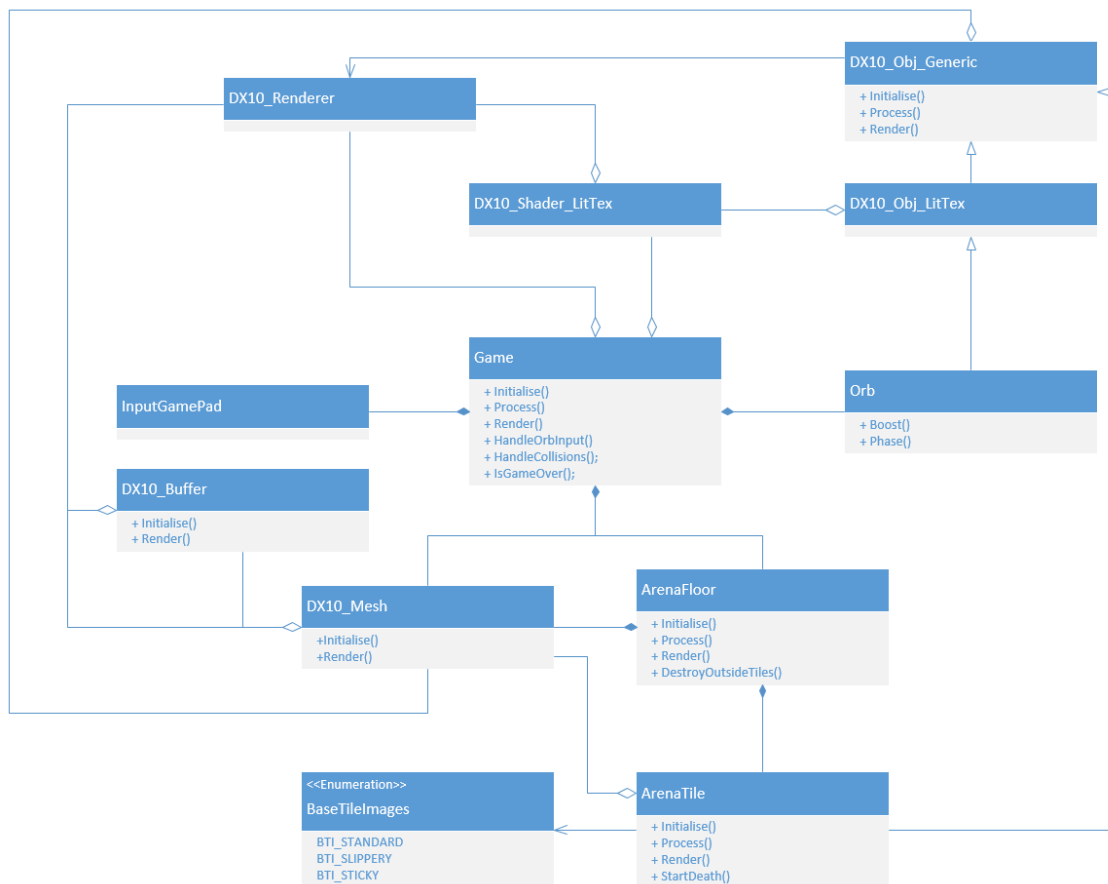 DX10_Obj_Generic
+ Initialise()
+ Process()
+ Render()
DX10_Renderer
DX10_Shader_LitTex
DX10_Obj_LitTex
Game
+ Initialise()
+ Process()
+ Render()
+ HandleOrbInput()
+ HandleCollisions();
+ IsGameOver();
InputGamePad
Orb
+ Boost()
+ Phase()
DX10_Buffer
+ Initialise()
+ Render()
DX10_Mesh
+Initialise()
+Render()
ArenaFloor
+ Initialise()
+ Process()
+ Render()
+ DestroyOutsideTiles()
<<Enumeration>>
BaseTileImages
BTI_STANDARD
BTI_SLIPPERY
BTI_STICKY
ArenaTile
+ Initialise()
+ Process()
+ Render()
+ StartDeath()